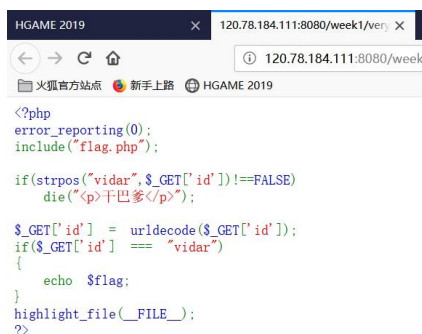 HGAME 2019
120.78.184.111:8080/week1/very
120.78.184.111:8080/week
火狐官方站点 新手上路 HGAME 2019
<?php
error_reporting(0);
include("flag.php");
if(strpos("vidar",$_GET['id'])!==FALSE)
die("<p>干巴爹</p>");
$_GET['id'] = urldecode($_GET['id']);
if($_GET['id'] === "vidar")
{
echo $flag;
}
highlight_file(__FILE__);
?>